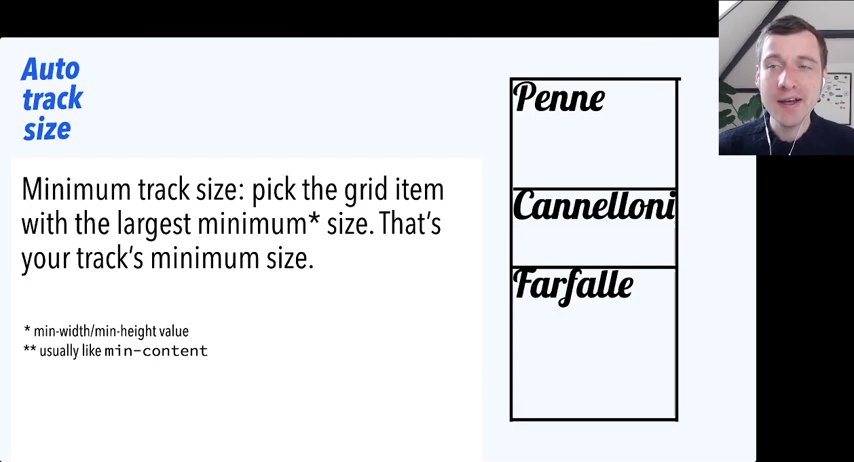 Auto
track
size
Minimum track size: pick the grid item
with the largest minimum* size. That's
your track's minimum size.
* min-width/min-height value
** usually like min-content
Penne
Cannelloni
Farfalle